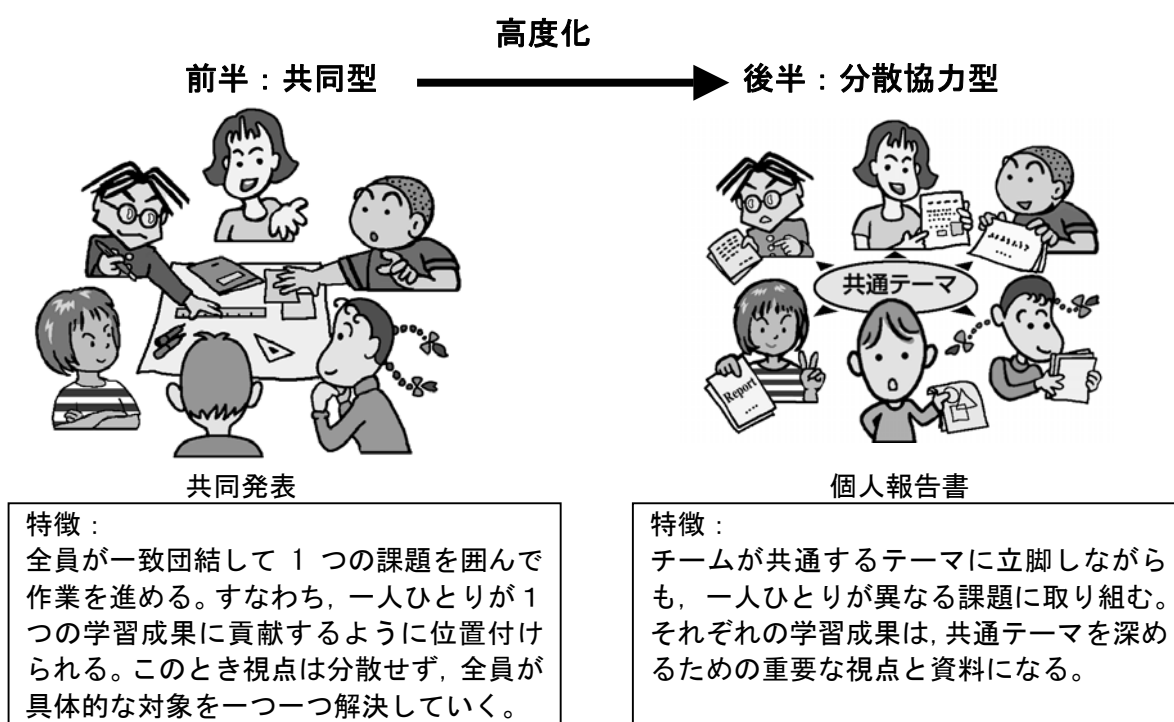 高度化
前半：共同型
後半：分散協力型
共通テーマ
Report
共同発表
特徴：
全員が一致団結して 1 つの課題を囲んで
作業を進める。すなわち，一人ひとりが１
つの学習成果に貢献するように位置付け
られる。このとき視点は分散せず，全員が
具体的な対象を一つ一つ解決していく。
個人報告書
特徴：
チームが共通するテーマに立脚しながら
も，一人ひとりが異なる課題に取り組む。
それぞれの学習成果は，共通テーマを深め
るための重要な視点と資料になる。